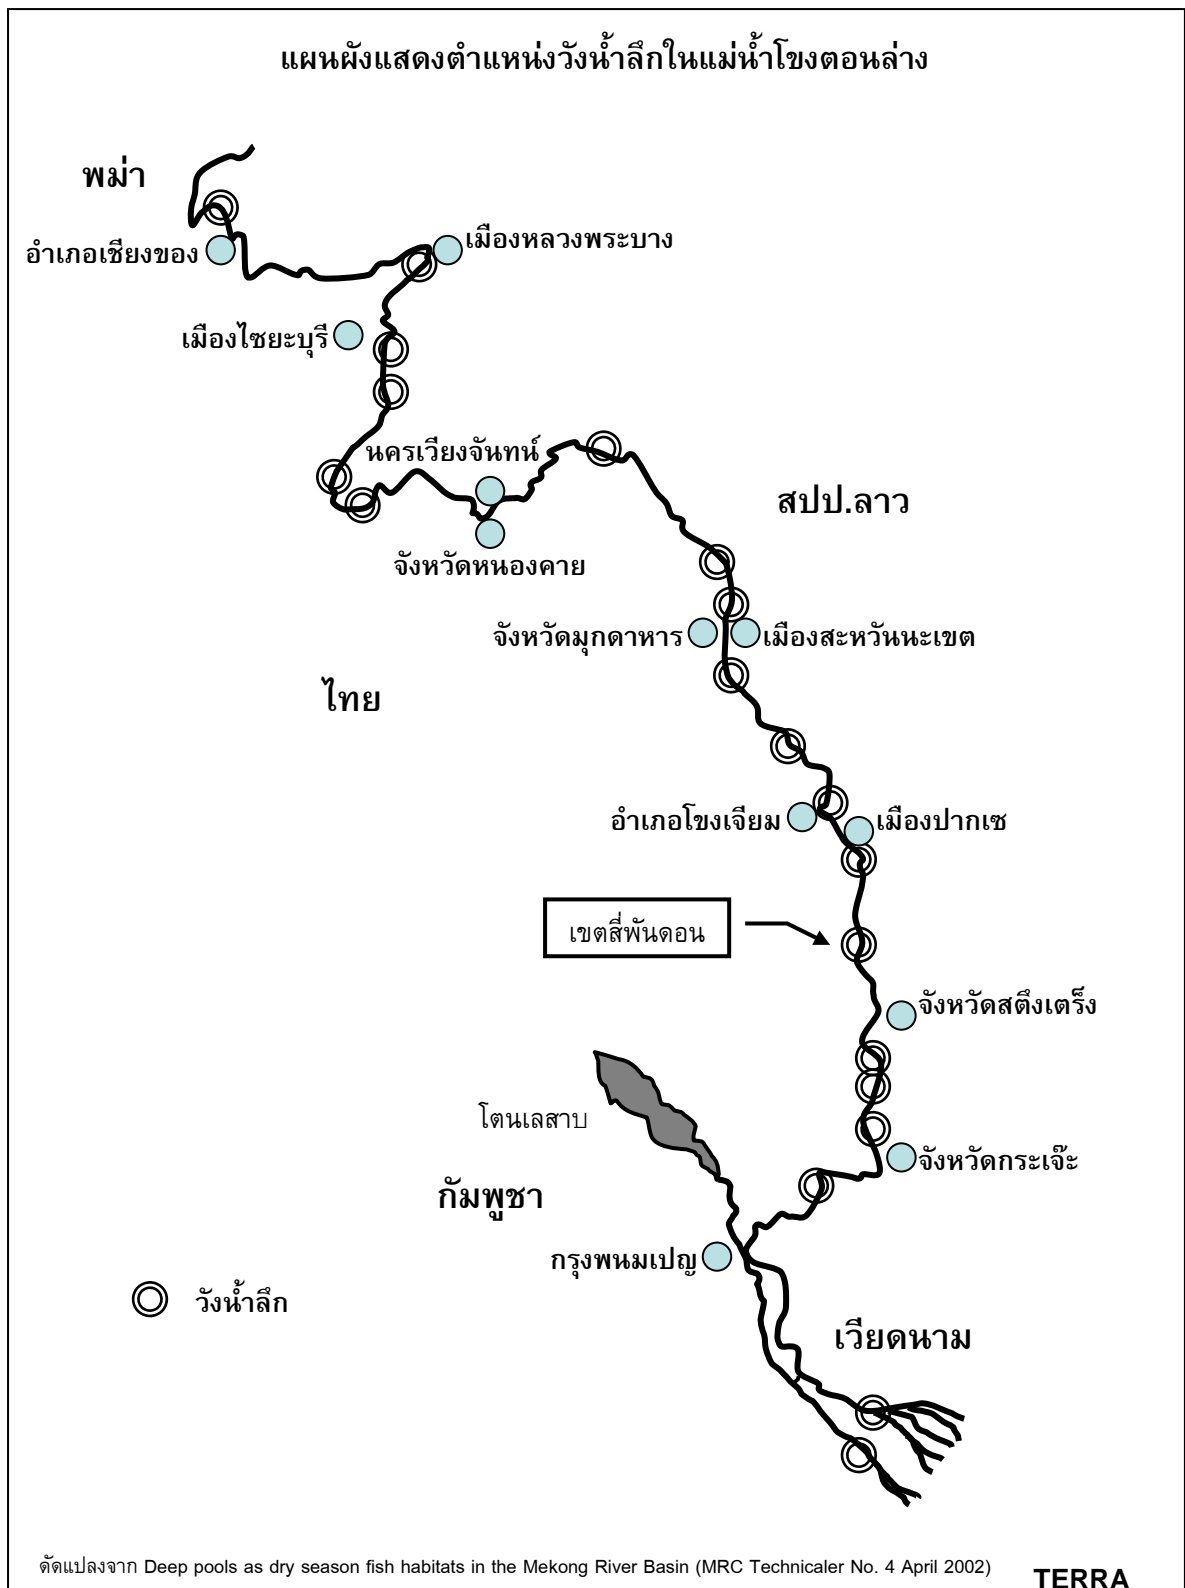 แผนผังแสดงตำแหน่งวังน้ำลึกในแม่น้ำโขงตอนล่าง
พม่า
อำเภอเชียงของ
เมืองหลวงพระบาง
เมืองไซยะบุรี
นครเวียงจันทน์
สปป.ลาว
จังหวัดหนองคาย
จังหวัดมุกดาหาร
เมืองสะหวันนะเขต
ไทย
อำเภอโขงเจียม
เมืองปากเซ
เขตสี่พันดอน
จังหวัดสตึงเตร็ง
โตนเลสาบ
จังหวัดกระเจ๊ะ
กัมพูชา
กรุงพนมเปญ
วังน้ำลึก
เวียดนาม
ดัดแปลงจาก Deep pools as dry season fish habitats in the Mekong River Basin (MRC Technicaler No. 4 April 2002)
TERRA